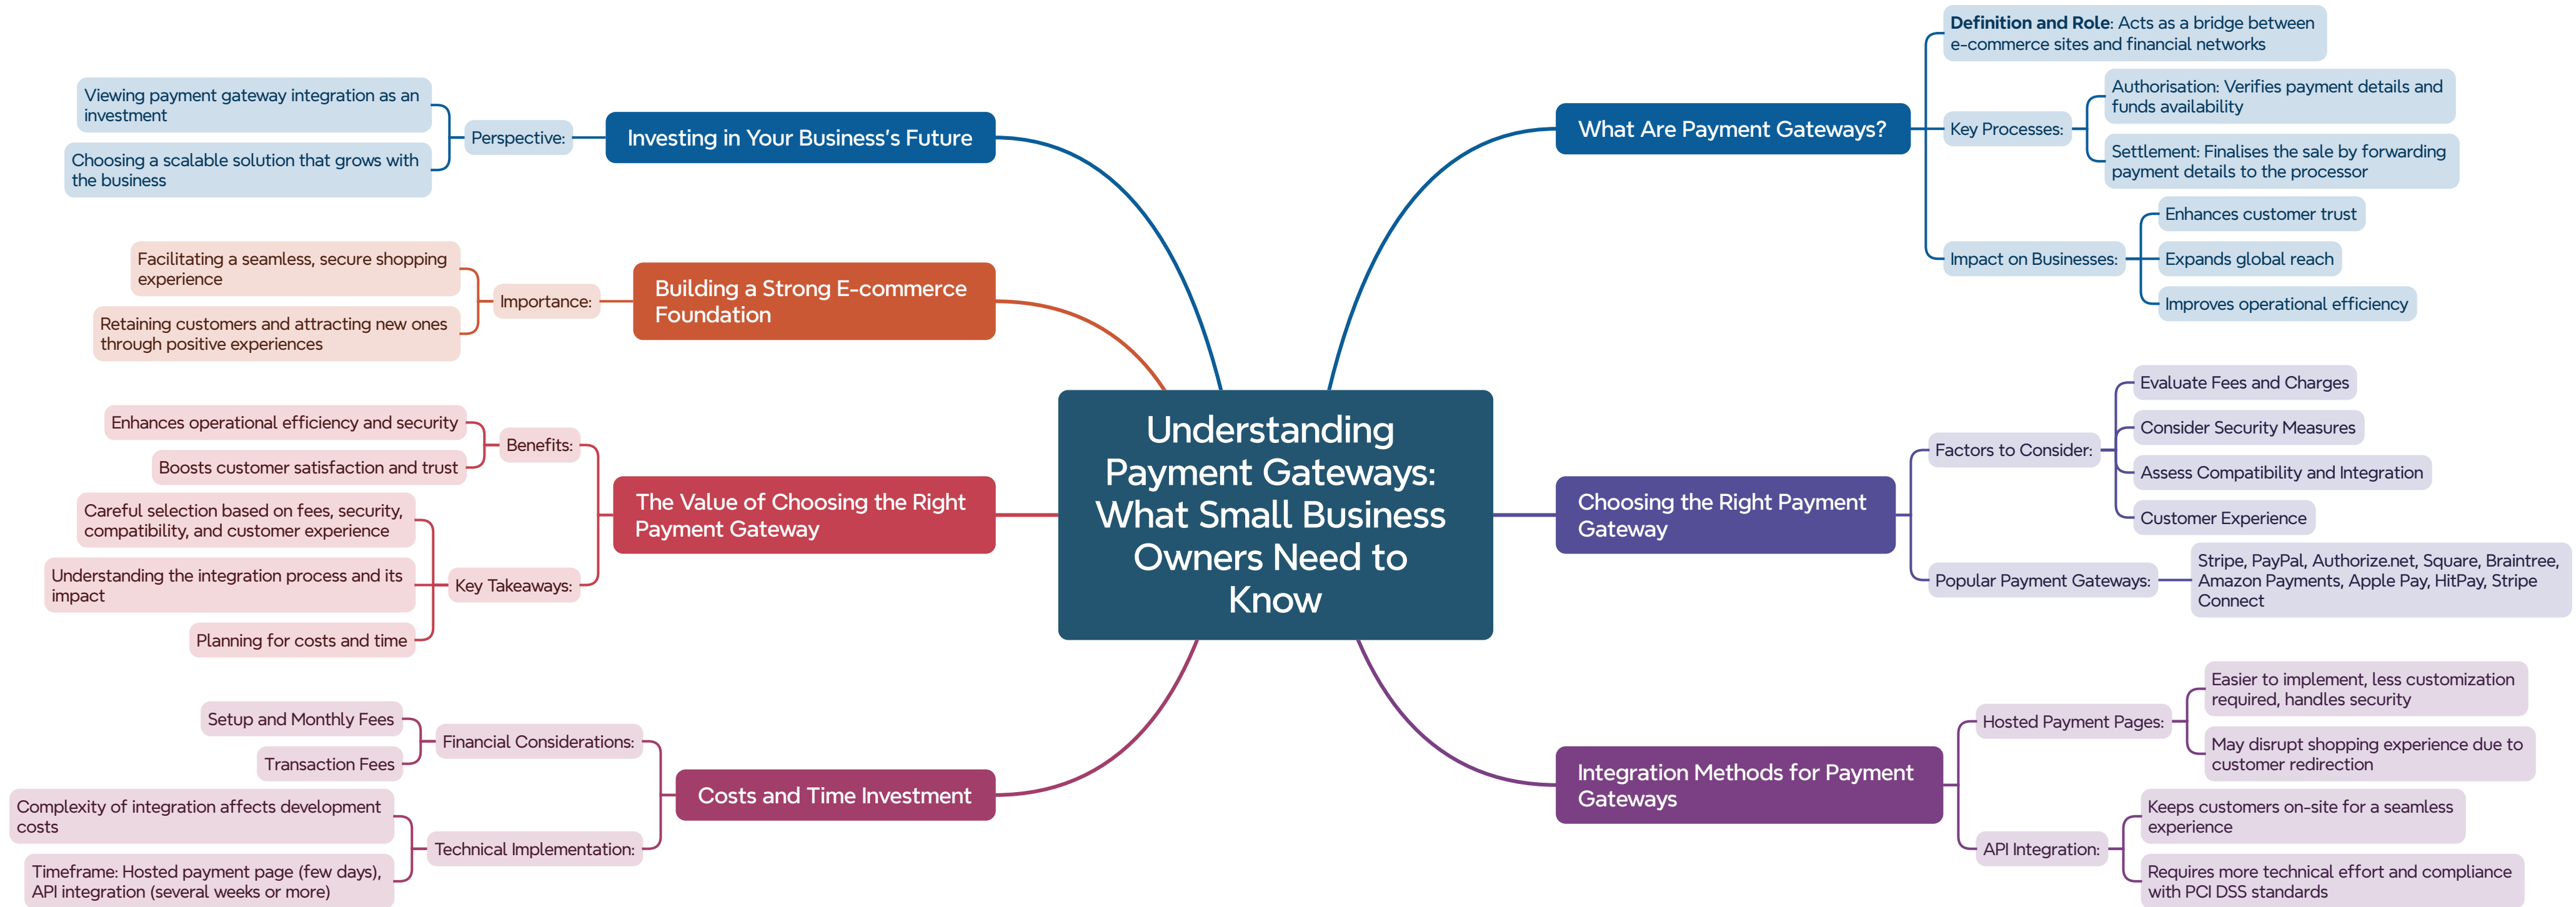 Understanding
Payment Gateways:
What Small Business
Owners Need to
Know
What Are Payment Gateways?
Definition and Role: Acts as a bridge between
e-commerce sites and financial networks
Key Processes:
Authorisation: Verifies payment details and
funds availability
Settlement: Finalises the sale by forwarding
payment details to the processor
Impact on Businesses:
Enhances customer trust
Expands global reach
Improves operational efficiency
Choosing the Right Payment
Gateway
Factors to Consider:
Evaluate Fees and Charges
Consider Security Measures
Assess Compatibility and Integration
Customer Experience
Popular Payment Gateways:
Stripe, PayPal, Authorize.net, Square, Braintree,
Amazon Payments, Apple Pay, HitPay, Stripe
Connect
Integration Methods for Payment
Gateways
Hosted Payment Pages:
Easier to implement, less customization
required, handles security
May disrupt shopping experience due to
customer redirection
API Integration:
Keeps customers on-site for a seamless
experience
Requires more technical effort and compliance
with PCI DSS standards
Investing in Your Business's Future
Perspective:
Viewing payment gateway integration as an
investment
Choosing a scalable solution that grows with
the business
Building a Strong E-commerce
Foundation
Importance:
Facilitating a seamless, secure shopping
experience
Retaining customers and attracting new ones
through positive experiences
The Value of Choosing the Right
Payment Gateway
Benefits:
Enhances operational efficiency and security
Boosts customer satisfaction and trust
Key Takeaways:
Careful selection based on fees, security,
compatibility, and customer experience
Understanding the integration process and its
impact
Planning for costs and time
Costs and Time Investment
Financial Considerations:
Setup and Monthly Fees
Transaction Fees
Technical Implementation:
Complexity of integration affects development
costs
Timeframe: Hosted payment page (few days),
API integration (several weeks or more)